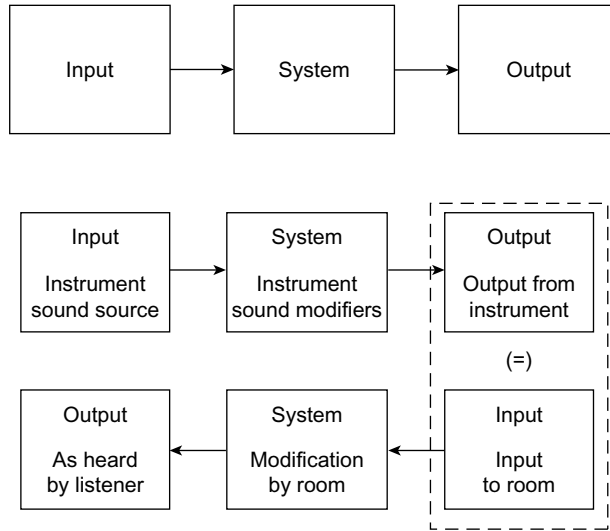 Input
System
Output
Input
Instrument
sound source
System
Instrument
sound modifiers
Output
Output from
instrument
(=)
Output
As heard
by listener
System
Modification
by room
Input
Input
to room